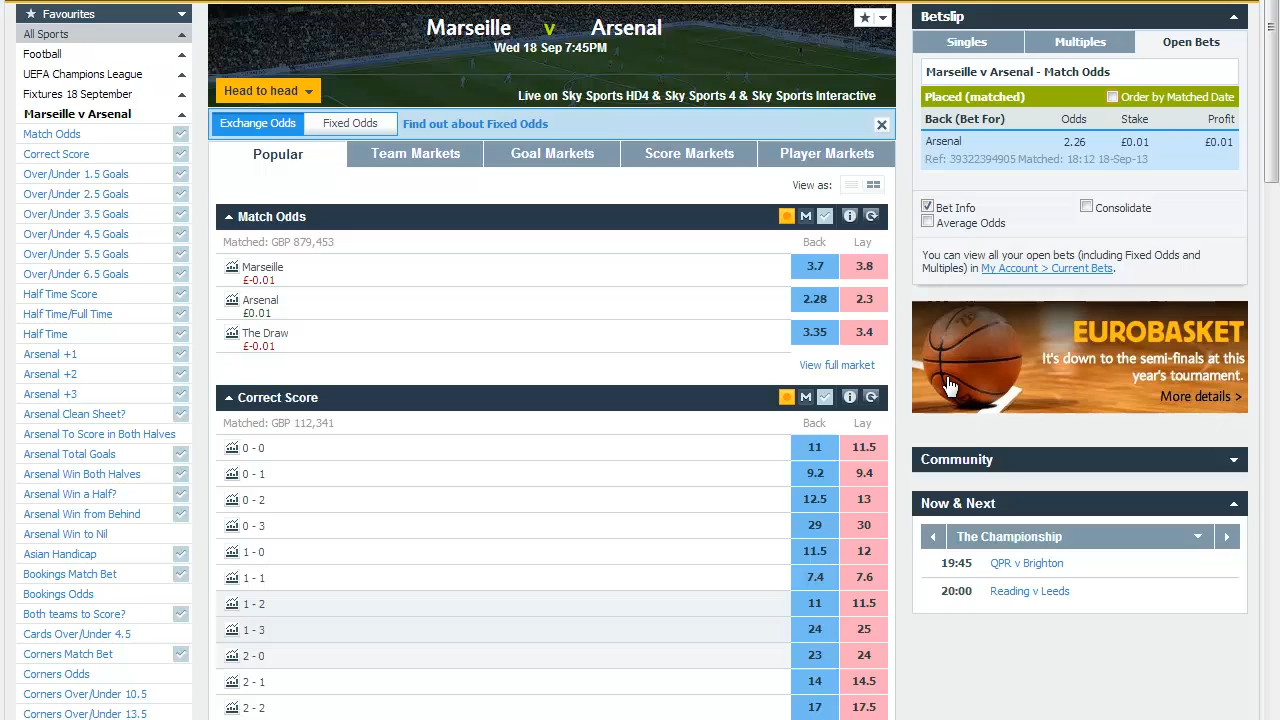 Favourites
All Sports
Football
UEFA Champions League
Fixtures 18 September
Marseille v Arsenal
Match Odds
Correct Score
Over/Under 1.5 Goals
Over/Under 2.5 Goals
Over/Under 3.5 Goals
Over/Under 4.5 Goals
Over/Under 5.5 Goals
Over/Under 6.5 Goals
Half Time Score
Half Time/Full Time
Half Time
Arsenal +1
Arsenal +2
Arsenal +3
Arsenal Clean Sheet?
Arsenal To Score in Both Halves
Arsenal Total Goals
Arsenal Win Both Halves
Arsenal Win a Half?
Arsenal Win from Behind
Arsenal Win to Nil
Asian Handicap
Bookings Match Bet
Bookings Odds
Both teams to Score?
Cards Over/Under 4.5
Corners Match Bet
Corners Odds
Corners Over/Under 10.5
Corners Over/Under 13.5
Marseille v Arsenal
Wed 18 Sep 7:45PM
Head to head
Live on Sky Sports HD4 & Sky Sports 4 & Sky Sports Interactive
Exchange Odds Fixed Odds Find out about Fixed Odds
Popular Team Markets Goal Markets Score Markets Player Markets
View as:
Match Odds M
Matched: GBP 879,453 Back Lay
Marseille 3.7 3.8
£-0.01
Arsenal 2.28 2.3
£0.01
The Draw 3.35 3.4
£-0.01
View full market
Correct Score M
Matched: GBP 112,341 Back Lay
0 - 0 11 11.5
0 - 1 9.2 9.4
0 - 2 12.5 13
0 - 3 29 30
1 - 0 11.5 12
1 - 1 7.4 7.6
1 - 2 11 11.5
1 - 3 24 25
2 - 0 23 24
2 - 1 14 14.5
2 - 2 17 17.5
Betslip
Singles Multiples Open Bets
Marseille v Arsenal - Match Odds
Placed (matched) Order by Matched Date
Back (Bet For) Odds Stake Profit
Arsenal 2.26 £0.01 £0.01
Ref: 39322394905 Matched: 18:12 18-Sep-13
Bet Info Consolidate
Average Odds
You can view all your open bets (including Fixed Odds and
Multiples) in My Account > Current Bets.
EUROBASKET
It's down to the semi-finals at this
year's tournament.
More details >
Community
Now & Next
The Championship
19:45 QPR v Brighton
20:00 Reading v Leeds